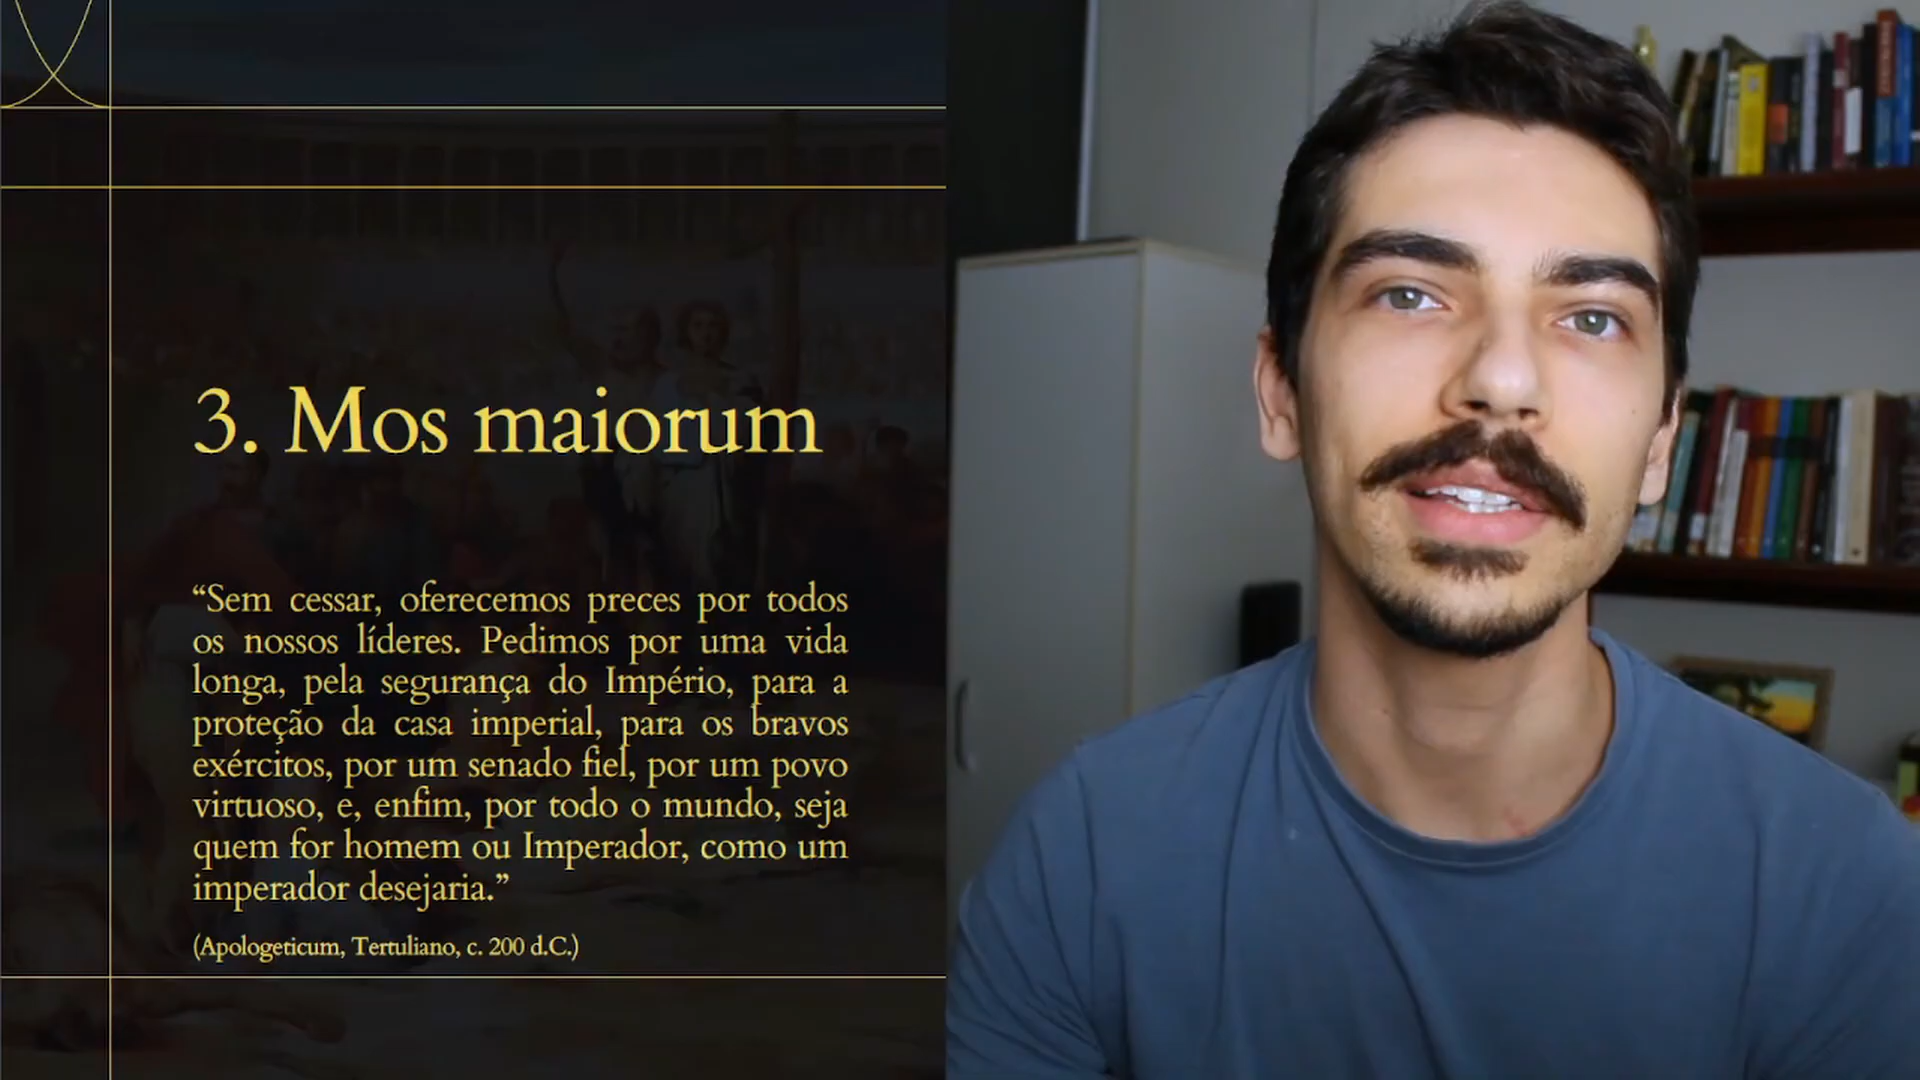 3. Mos maiorum
“Sem cessar, oferecemos preces por todos
os nossos líderes. Pedimos por uma vida
longa, pela segurança do Império, para a
proteção da casa imperial, para os bravos
exércitos, por um senado fiel, por um povo
virtuoso, e, enfim, por todo o mundo, seja
quem for homem ou Imperador, como um
imperador desejaria.”
(Apologeticum, Tertuliano, c. 200 d.C.)